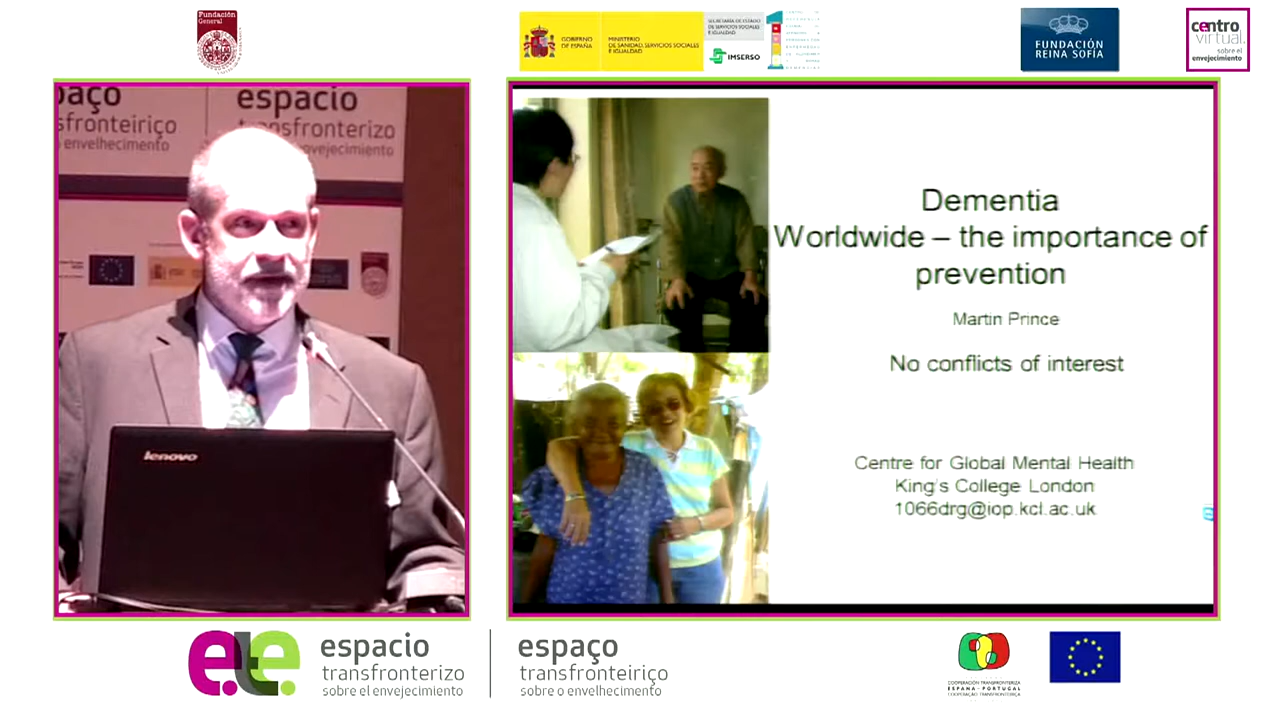 Fundación
General
GOBIERNO
DE ESPAÑA
MINISTERIO
DE SANIDAD, SERVICIOS SOCIALES
E IGUALDAD
SECRETARÍA DE ESTADO
DE SERVICIOS SOCIALES
E IGUALDAD
IMSERSO
FUNDACIÓN
REINA SOFÍA
centro
virtual
sobre el
envejecimiento
paço
espacio
sfronteiriço
transfronterizo
o envelhecimento
ovejecimiento
lenovo
Dementia
Worldwide – the importance of
prevention
Martin Prince
No conflicts of interest
Centre for Global Mental Health
King's College London
1066drg@iop.kcl.ac.uk
ete
espacio
transfronterizo
sobre el envejecimiento
espaço
transfronteiriço
sobre o envelhecimento
COOPERACIÓN TRANSFRONTERIZA
ESPAÑA - PORTUGAL
COOPERAÇÃO TRANSFRONTEIRIÇA